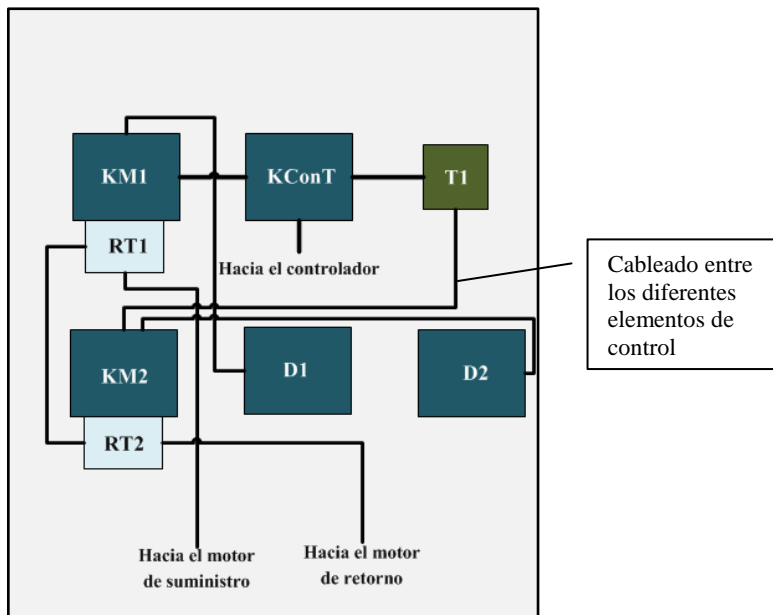 KM1
KConT
T1
RT1
Hacia el controlador
Cableado entre
los diferentes
elementos de
control
KM2
D1
D2
RT2
Hacia el motor
de suministro
Hacia el motor
de retorno